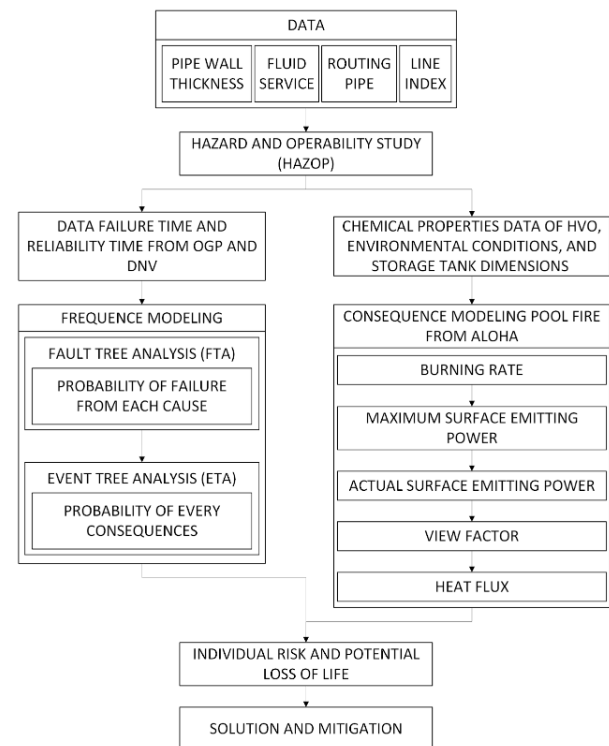 DATA
PIPE WALL
THICKNESS
FLUID
SERVICE
ROUTING
PIPE
LINE
INDEX
HAZARD AND OPERABILITY STUDY
(HAZOP)
DATA FAILURE TIME AND
RELIABILITY TIME FROM OGP AND
DNV
FREQUENCE MODELING
FAULT TREE ANALYSIS (FTA)
PROBABILITY OF FAILURE
FROM EACH CAUSE
EVENT TREE ANALYSIS (ETA)
PROBABILITY OF EVERY
CONSEQUENCES
CHEMICAL PROPERTIES DATA OF HVO,
ENVIRONMENTAL CONDITIONS, AND
STORAGE TANK DIMENSIONS
CONSEQUENCE MODELING POOL FIRE
FROM ALOHA
BURNING RATE
MAXIMUM SURFACE EMITTING
POWER
ACTUAL SURFACE EMITTING POWER
VIEW FACTOR
HEAT FLUX
INDIVIDUAL RISK AND POTENTIAL
LOSS OF LIFE
SOLUTION AND MITIGATION